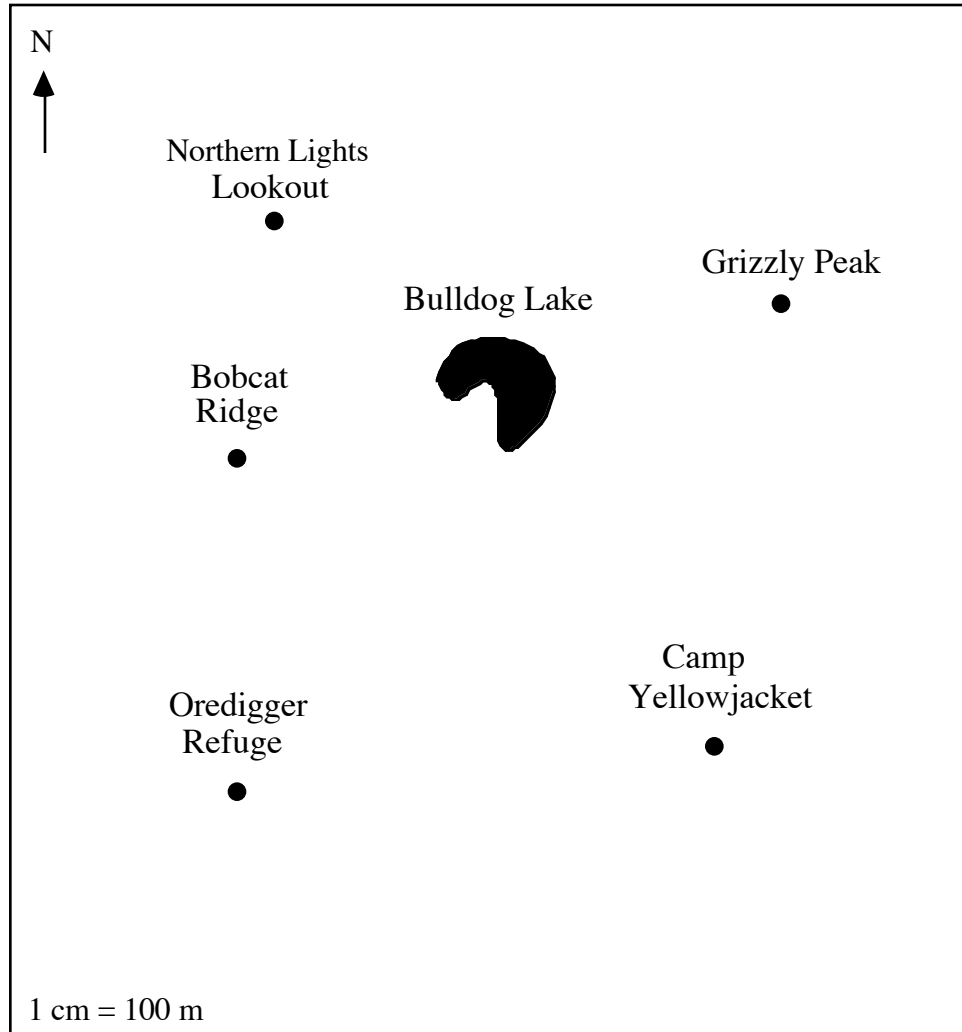 N
Northern Lights
Lookout
Grizzly Peak
Bulldog Lake
Bobcat
Ridge
Camp
Yellowjacket
Oredigger
Refuge
1 cm = 100 m